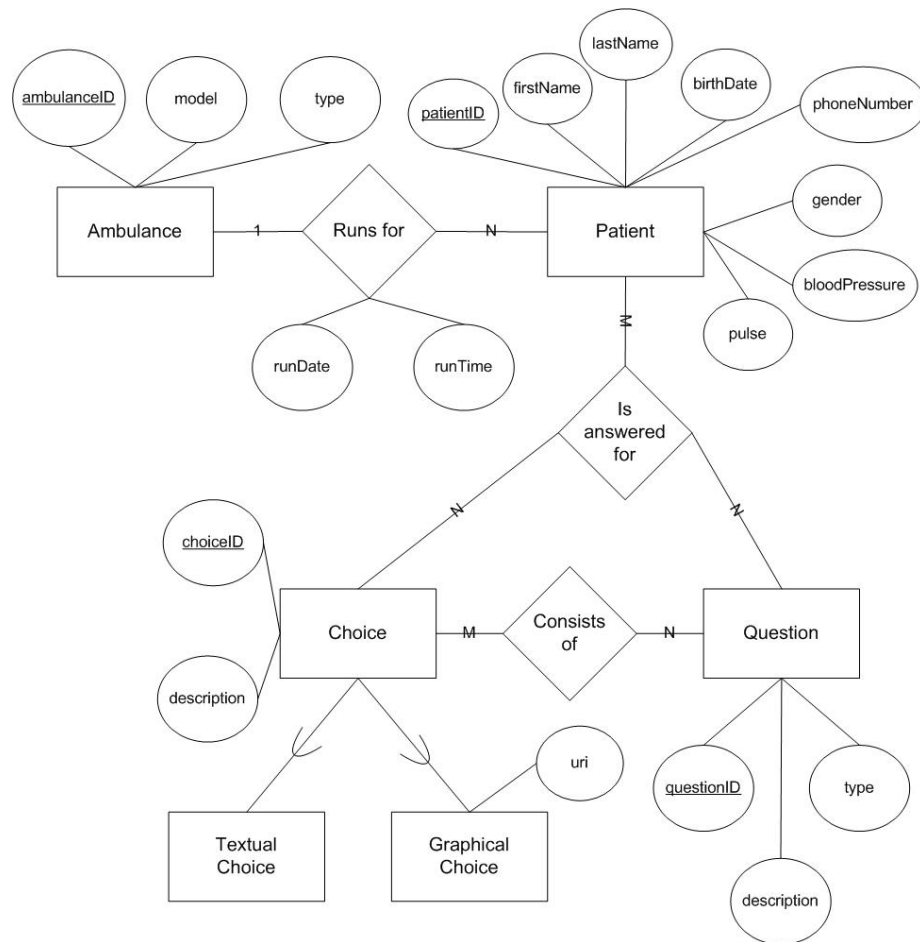 lastName
ambulanceID
model
type
patientID
firstName
birthDate
phoneNumber
Ambulance
1
Runs for
N
Patient
gender
bloodPressure
pulse
M
runDate
runTime
Is
answered
for
N
N
choiceID
Choice
M
Consists
of
N
Question
description
uri
questionID
type
Textual
Choice
Graphical
Choice
description